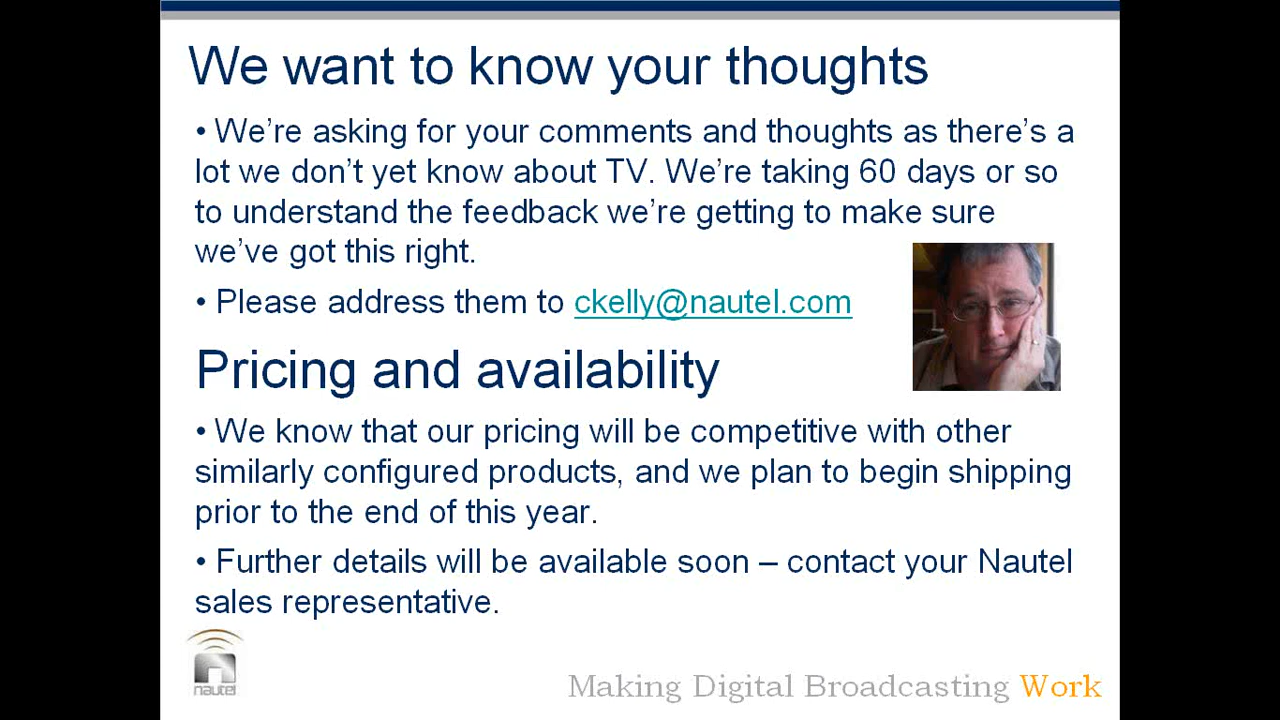 We want to know your thoughts
• We're asking for your comments and thoughts as there's a
lot we don't yet know about TV. We're taking 60 days or so
to understand the feedback we're getting to make sure
we've got this right.
• Please address them to ckelly@nautel.com
Pricing and availability
• We know that our pricing will be competitive with other
similarly configured products, and we plan to begin shipping
prior to the end of this year.
• Further details will be available soon – contact your Nautel
sales representative.
nautel
Making Digital Broadcasting Work